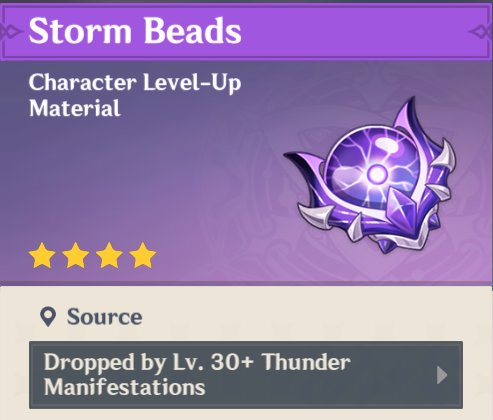 Storm Beads
Character Level-Up
Material
Source
Dropped by Lv. 30+ Thunder
Manifestations